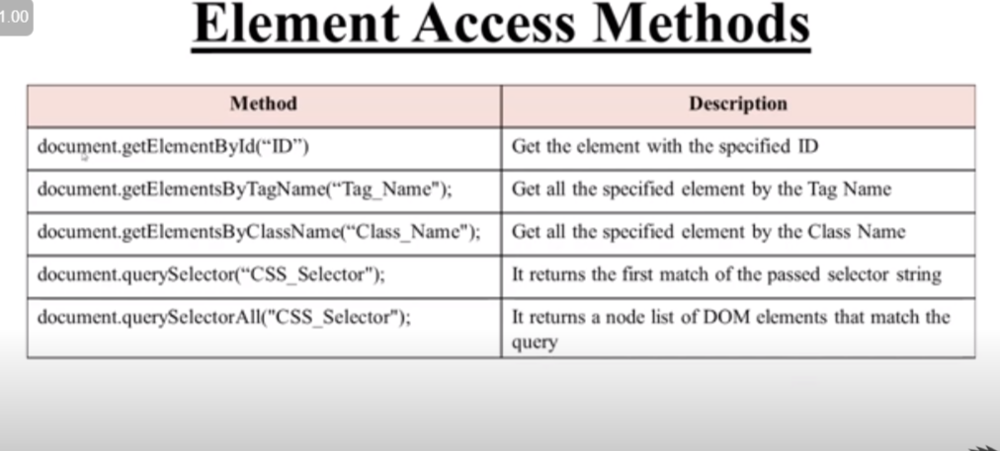 1.00
Element Access Methods
Method Description
document.getElementById(“ID”) Get the element with the specified ID
document.getElementsByTagName(“Tag_Name"); Get all the specified element by the Tag Name
document.getElementsByClassName(“Class_Name"); Get all the specified element by the Class Name
document.querySelector(“CSS_Selector"); It returns the first match of the passed selector string
document.querySelectorAll("CSS_Selector"); It returns a node list of DOM elements that match the
query